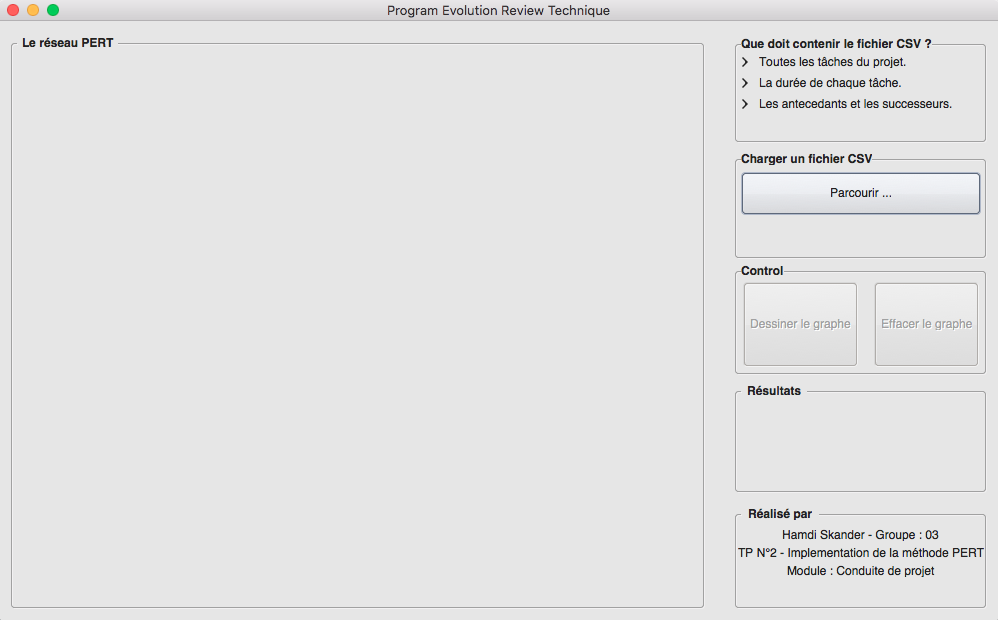 Program Evolution Review Technique
Le réseau PERT
Que doit contenir le fichier CSV ?
Toutes les tâches du projet.
La durée de chaque tâche.
Les antecedants et les successeurs.
Charger un fichier CSV
Parcourir ...
Control
Dessiner le graphe
Effacer le graphe
Résultats
Réalisé par
Hamdi Skander - Groupe : 03
TP N°2 - Implementation de la méthode PERT
Module : Conduite de projet